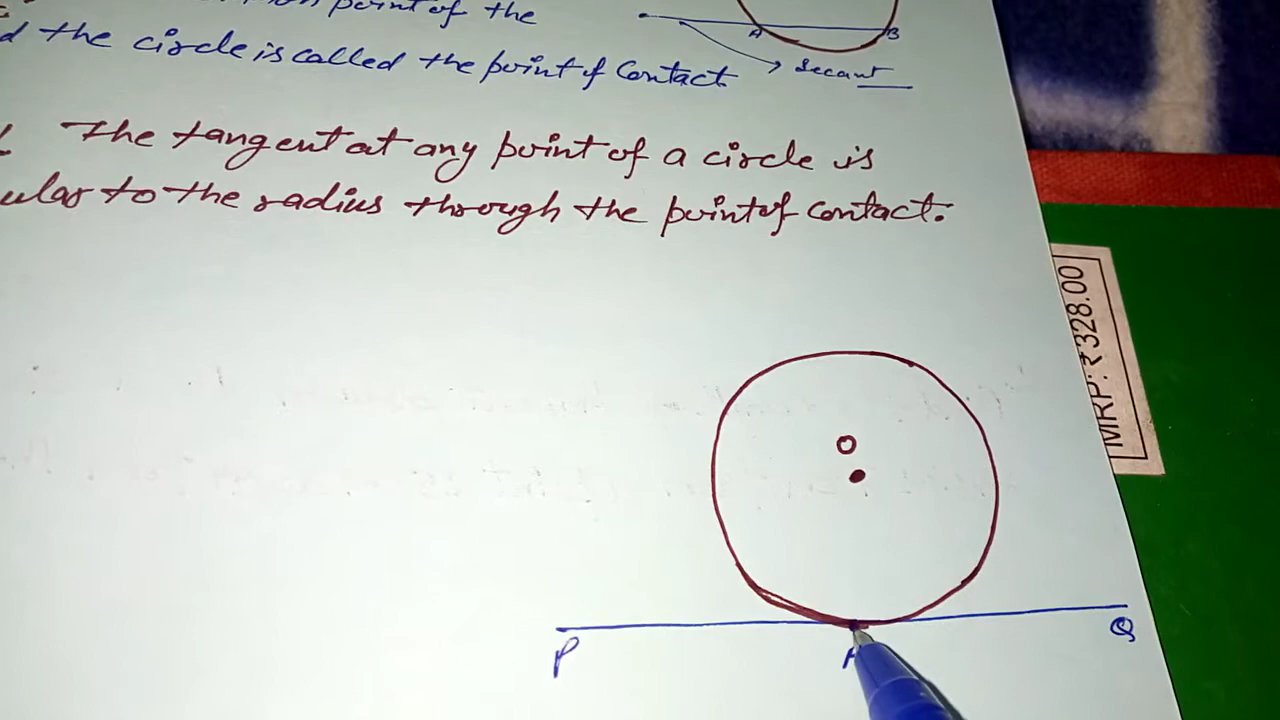 point of the
d the circle is called the point of Contact
A
B
Secant
The tangent at any point of a circle is
ular to the radius through the point of contact.
MRP: ₹328.00
O
P
Q